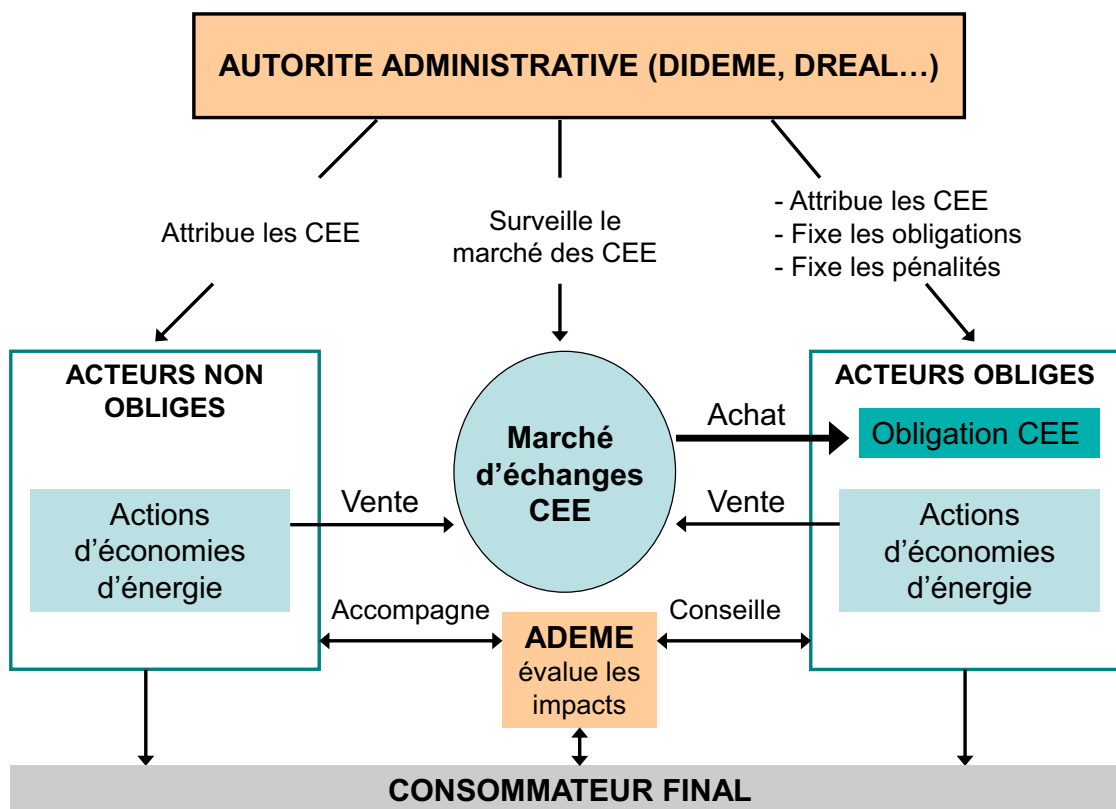 AUTORITE ADMINISTRATIVE (DIDEME, DREAL…)
Attribue les CEE
Surveille le
marché des CEE
- Attribue les CEE
- Fixe les obligations
- Fixe les pénalités
ACTEURS NON
OBLIGES
Actions
d’économies
d’énergie
Vente
Marché
d’échanges
CEE
Achat
Vente
ACTEURS OBLIGES
Obligation CEE
Actions
d’économies
d’énergie
Accompagne
ADEME
évalue les
impacts
Conseille
CONSOMMATEUR FINAL